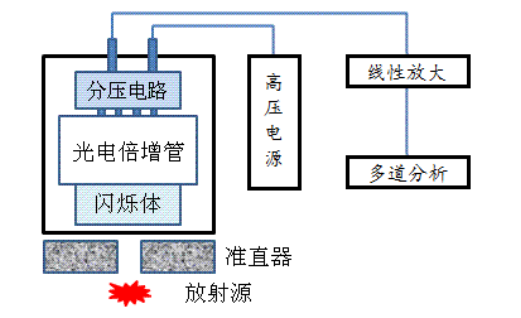 分压电路
光电倍增管
闪烁体
高压电源
线性放大
多道分析
准直器
放射源